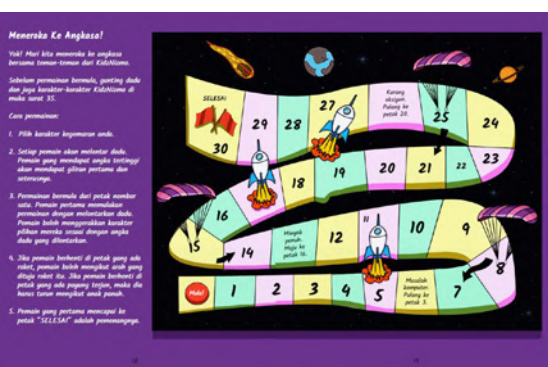 Meneroka Ke Angkasa!
Yok! Mari kita meneroka ke angkasa
bersama teman-teman dari KidzNismo.
Sebelum permainan bermula, gunting dadu
dan juga karakter-karakter KidzNismo di
muka surat 35.
Cara permainan:
1. Pilih karakter kegemaran anda.
2. Setiap pemain akan melontar dadu.
Pemain yang mendapat angka tertinggi
akan mendapat giliran pertama dan
seterusnya.
3. Permainan bermula dari petak nombor
satu. Pemain pertama memulakan
permainan dengan melontarkan dadu.
Pemain boleh menggerakkan karakter
pilihan mereka sesuai dengan angka
dadu yang dilontarkan.
4. Jika pemain berhenti di petak yang ada
roket, pemain boleh mengikut arah yang
dituju roket itu. Jika pemain berhenti di
petak yang ada payung terjun, maka dia
harus turun mengikut anak panah.
5. Pemain yang pertama mencapai ke
petak "SELESAI" adalah pemenangnya.
SELESAI
30
29
28
27
Kurang
oksigen.
Pulang ke
petak 20.
25
24
23
22
21
20
19
18
16
15
14
Minyak
penuh.
Maju ke
petak 16.
12
11
10
9
8
7
Masalah
komputer.
Pulang ke
petak 3.
5
4
3
2
1
Mula!